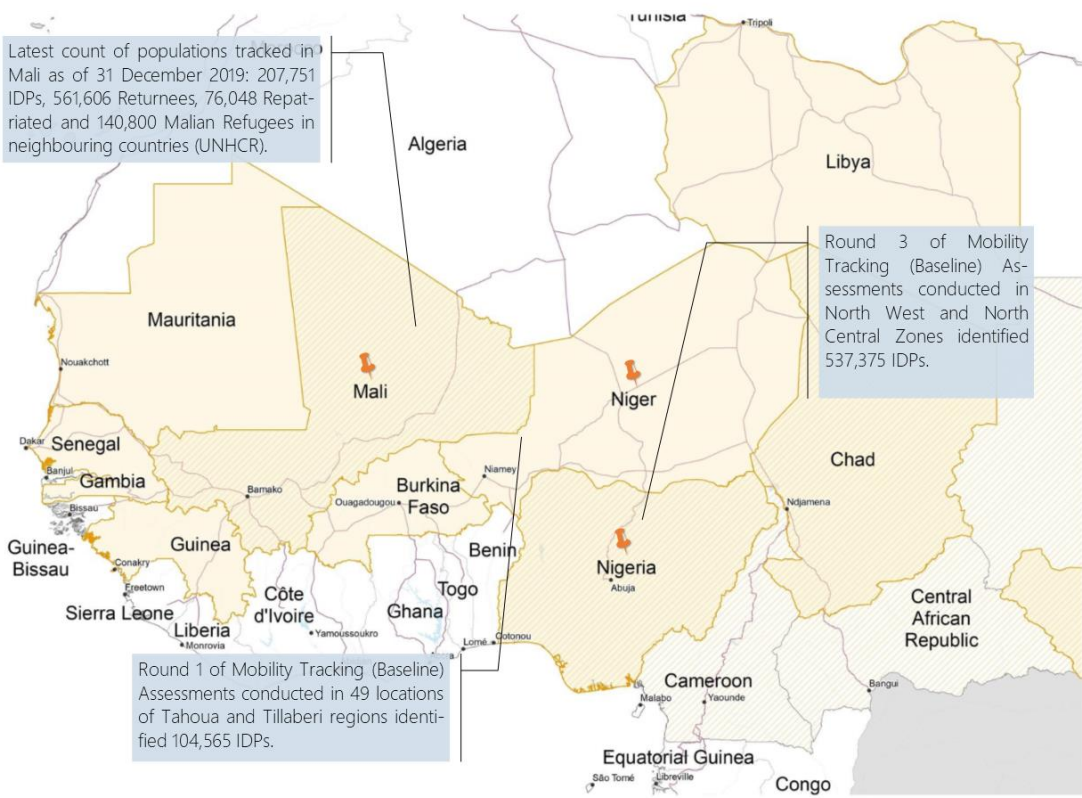 Tunisia
Tripoli
Latest count of populations tracked in
Mali as of 31 December 2019: 207,751
IDPs, 561,606 Returnees, 76,048 Repat-
riated and 140,800 Malian Refugees in
neighbouring countries (UNHCR).
Algeria
Libya
Round 3 of Mobility
Tracking (Baseline) As-
sessments conducted in
North West and North
Central Zones identified
537,375 IDPs.
Mauritania
Nouakchott
Mali
Niger
Dakar
Senegal
Banjul
Gambia
Bissau
Guinea-
Bissau
Bamako
Niamey
Burkina
Faso
Ouagadougou
Chad
Ndjamena
Guinea
Conakry
Freetown
Sierra Leone
Liberia
Monrovia
Côte
d'Ivoire
Yamoussoukro
Ghana
Togo
Benin
Lomé
Cotonou
Nigeria
Abuja
Central
African
Republic
Bangui
Round 1 of Mobility Tracking (Baseline)
Assessments conducted in 49 locations
of Tahoua and Tillaberi regions identi-
fied 104,565 IDPs.
Cameroon
Yaounde
Malabo
Equatorial Guinea
São Tomé
Libreville
Congo